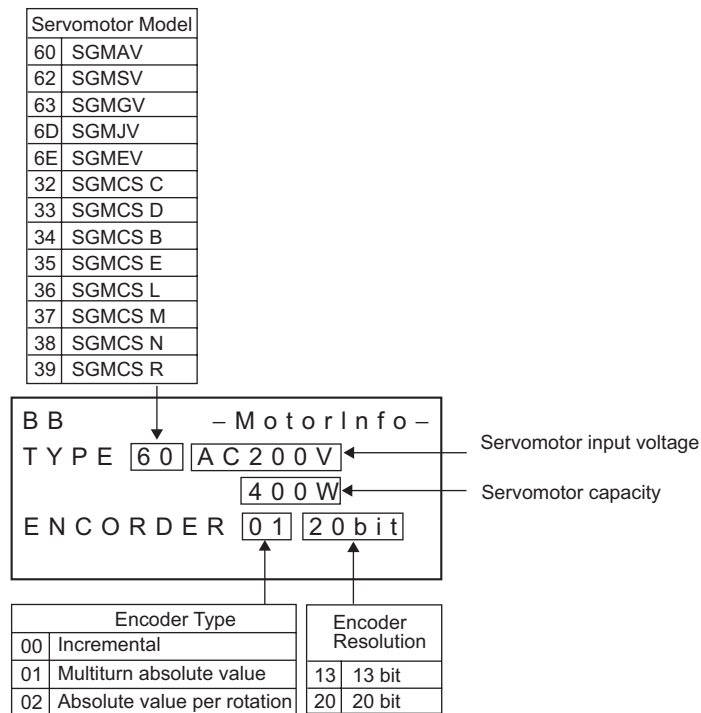 Servomotor Model
60 SGMAV
62 SGMSV
63 SGMGV
6D SGMJV
6E SGMEV
32 SGMCS C
33 SGMCS D
34 SGMCS B
35 SGMCS E
36 SGMCS L
37 SGMCS M
38 SGMCS N
39 SGMCS R
BB –MotorInfo–
TYPE 60 AC200V
400W
ENCORDER 01 20bit
Servomotor input voltage
Servomotor capacity
Encoder Type
00 Incremental
01 Multiturn absolute value
02 Absolute value per rotation
Encoder
Resolution
13 13 bit
20 20 bit